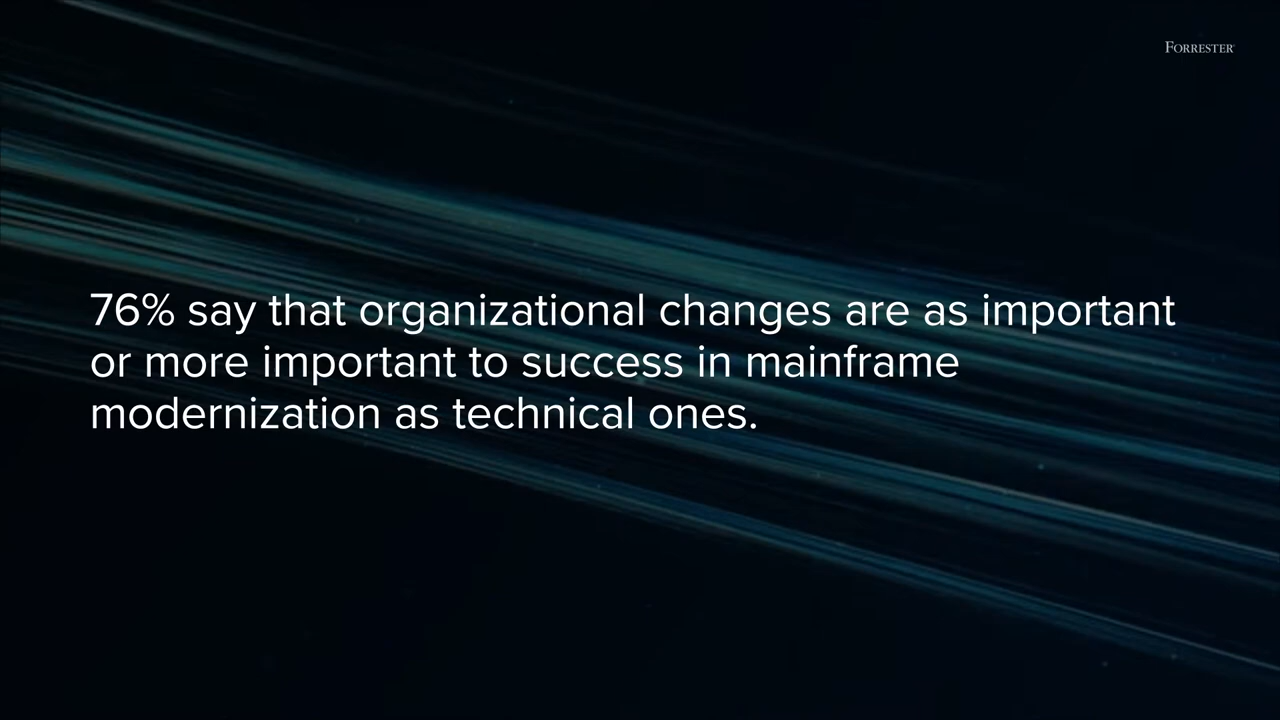 FORRESTER
76% say that organizational changes are as important
or more important to success in mainframe
modernization as technical ones.